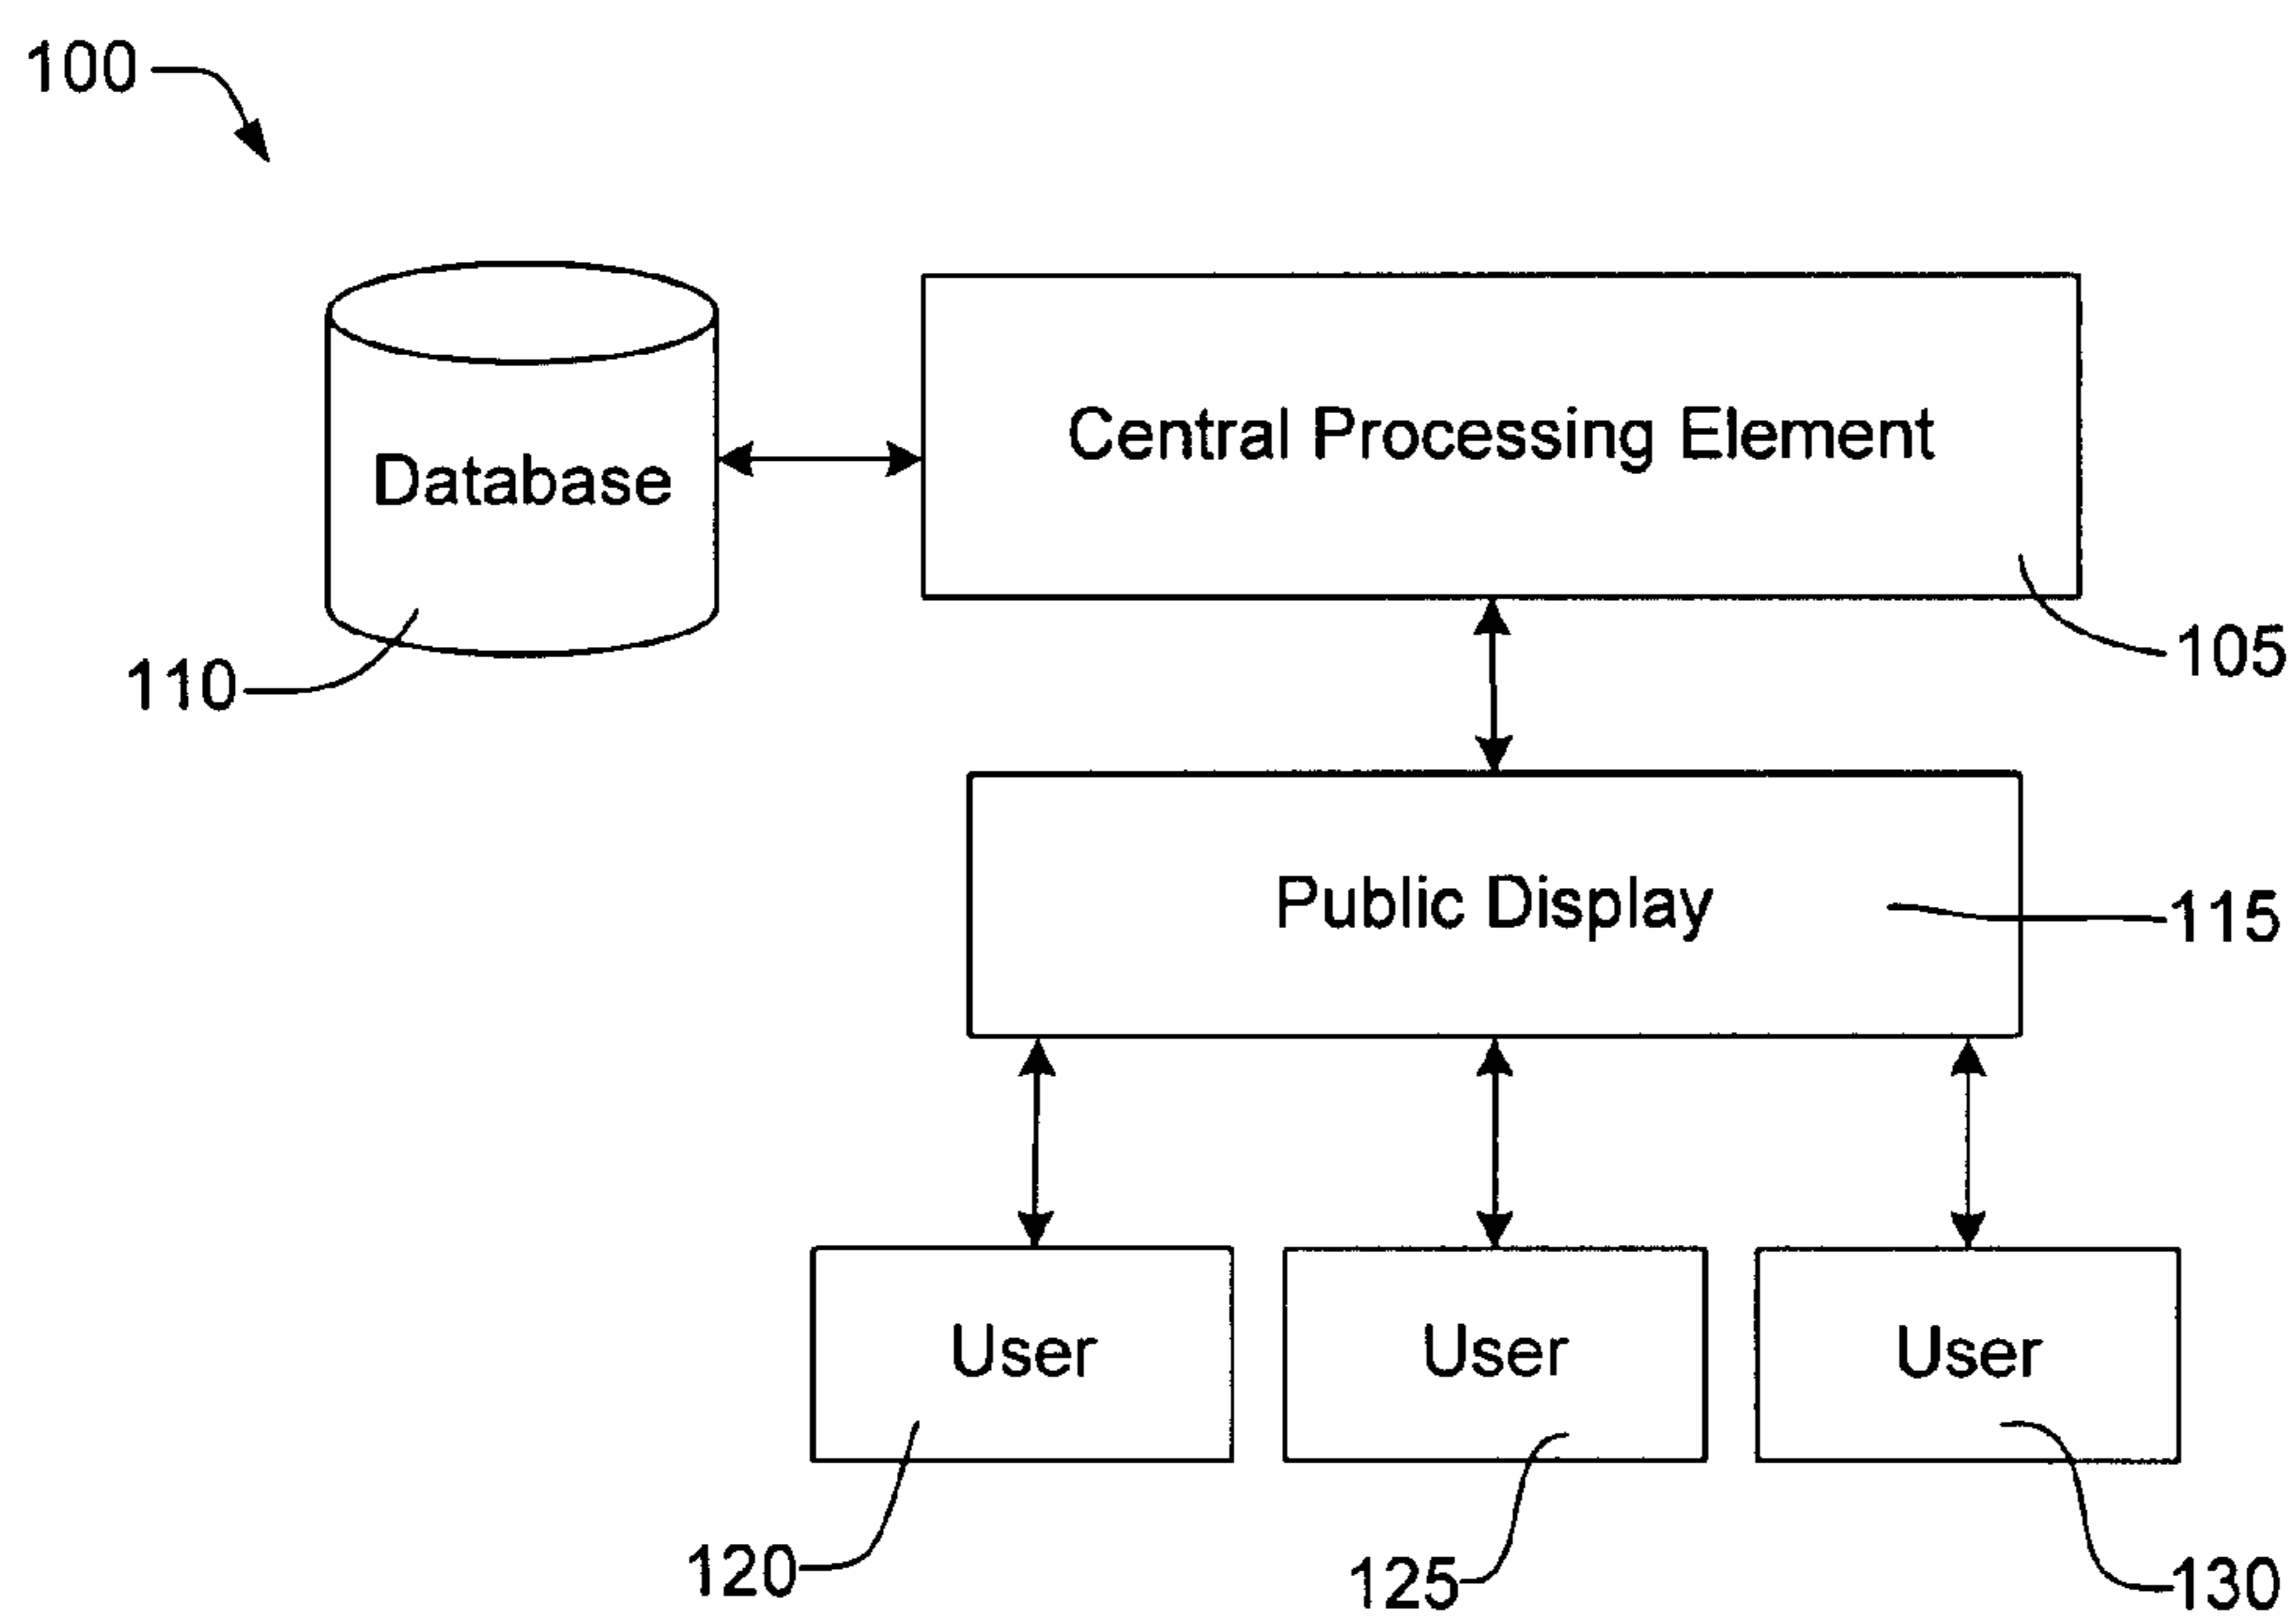 100
Central Processing Element
Database
105
110
Public Display
115
User
User
User
120
125
130